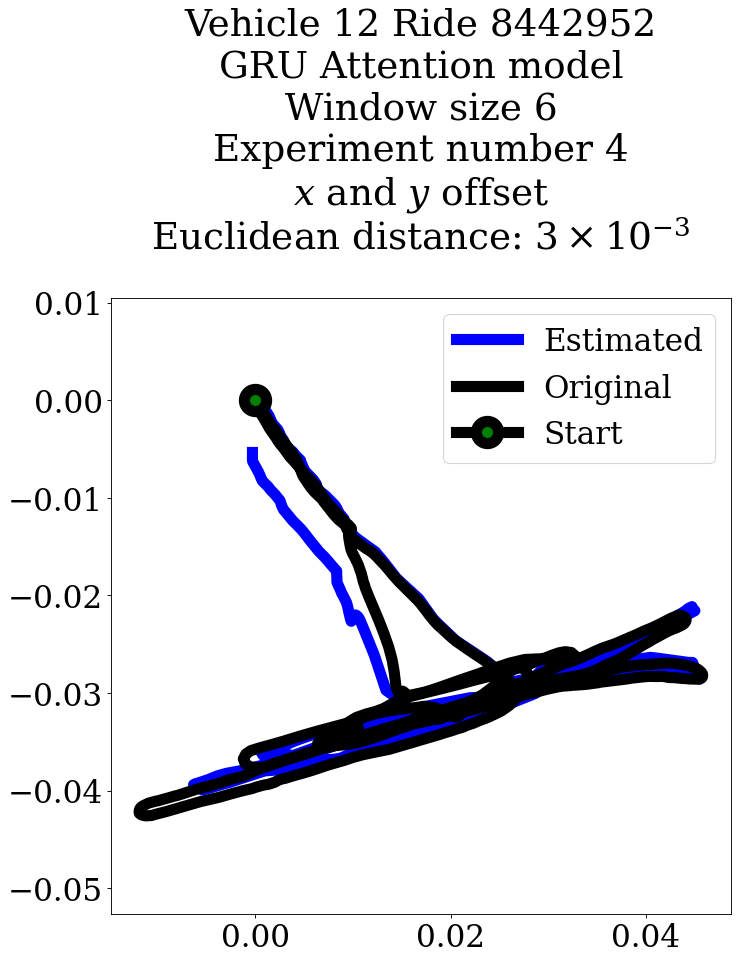 Vehicle 12 Ride 8442952
GRU Attention model
Window size 6
Experiment number 4
x and y offset
Euclidean distance: 3 × 10⁻³
Estimated
Original
Start
0.01
0.00
−0.01
−0.02
−0.03
−0.04
−0.05
0.00 0.02 0.04